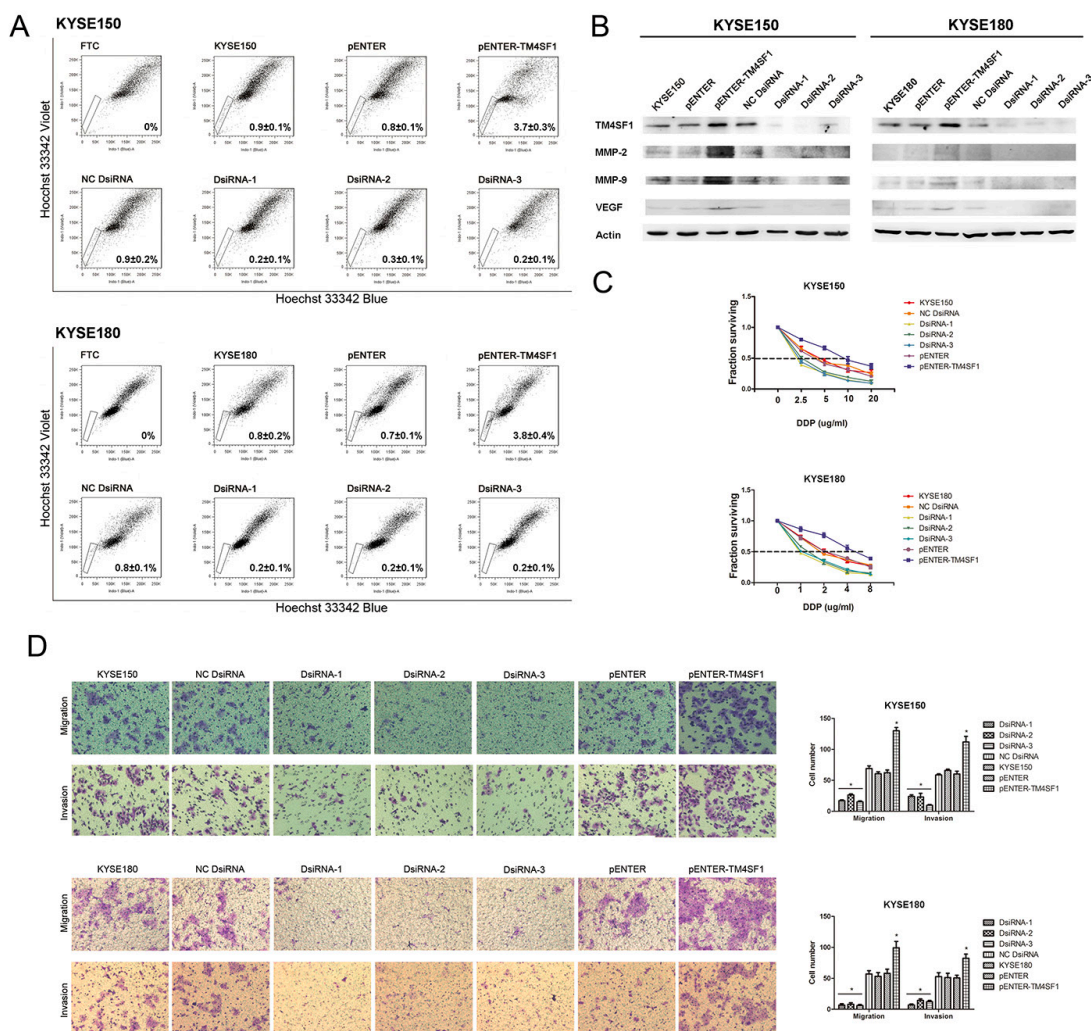 A
KYSE150
FTC KYSE150 pENTER pENTER-TM4SF1
0% 0.9±0.1% 0.8±0.1% 3.7±0.3%
NC DsiRNA DsiRNA-1 DsiRNA-2 DsiRNA-3
0.9±0.2% 0.2±0.1% 0.3±0.1% 0.2±0.1%
Hocchst 33342 Violet
Hoechst 33342 Blue
KYSE180
FTC KYSE180 pENTER pENTER-TM4SF1
0% 0.8±0.2% 0.7±0.1% 3.8±0.4%
NC DsiRNA DsiRNA-1 DsiRNA-2 DsiRNA-3
0.8±0.1% 0.2±0.1% 0.2±0.1% 0.2±0.1%
Hocchst 33342 Violet
Hoechst 33342 Blue
B
KYSE150 KYSE180
KYSE150 pENTER pENTER-TM4SF1 NC DsiRNA DsiRNA-1 DsiRNA-2 DsiRNA-3
KYSE180 pENTER pENTER-TM4SF1 NC DsiRNA DsiRNA-1 DsiRNA-2 DsiRNA-3
TM4SF1
MMP-2
MMP-9
VEGF
Actin
C
KYSE150
Fraction surviving
1.5
1.0
0.5
0.0
0 2.5 5 10 20
DDP (ug/ml)
KYSE150
NC DsiRNA
DsiRNA-1
DsiRNA-2
DsiRNA-3
pENTER
pENTER-TM4SF1
KYSE180
Fraction surviving
1.5
1.0
0.5
0.0
0 1 2 4 8
DDP (ug/ml)
KYSE180
NC DsiRNA
DsiRNA-1
DsiRNA-2
DsiRNA-3
pENTER
pENTER-TM4SF1
D
KYSE150 NC DsiRNA DsiRNA-1 DsiRNA-2 DsiRNA-3 pENTER pENTER-TM4SF1
Migration
Invasion
KYSE150
Cell number
150
100
50
0
* * * *
Migration Invasion
DsiRNA-1
DsiRNA-2
DsiRNA-3
NC DsiRNA
KYSE150
pENTER
pENTER-TM4SF1
KYSE180 NC DsiRNA DsiRNA-1 DsiRNA-2 DsiRNA-3 pENTER pENTER-TM4SF1
Migration
Invasion
KYSE180
Cell number
150
100
50
0
* * * *
Migration Invasion
DsiRNA-1
DsiRNA-2
DsiRNA-3
NC DsiRNA
KYSE180
pENTER
pENTER-TM4SF1